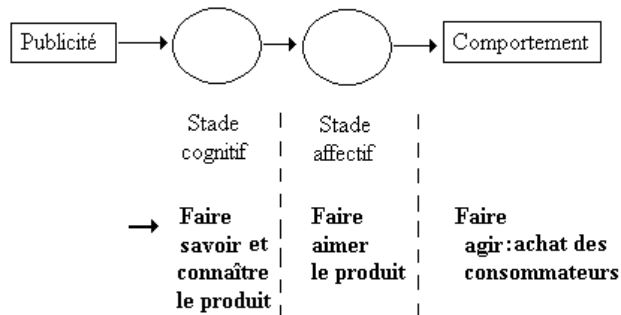 Publicité
Comportement
Stade
cognitif
Stade
affectif
Faire
savoir et
connaître
le produit
Faire
aimer
le produit
Faire
agir: achat des
consommateurs